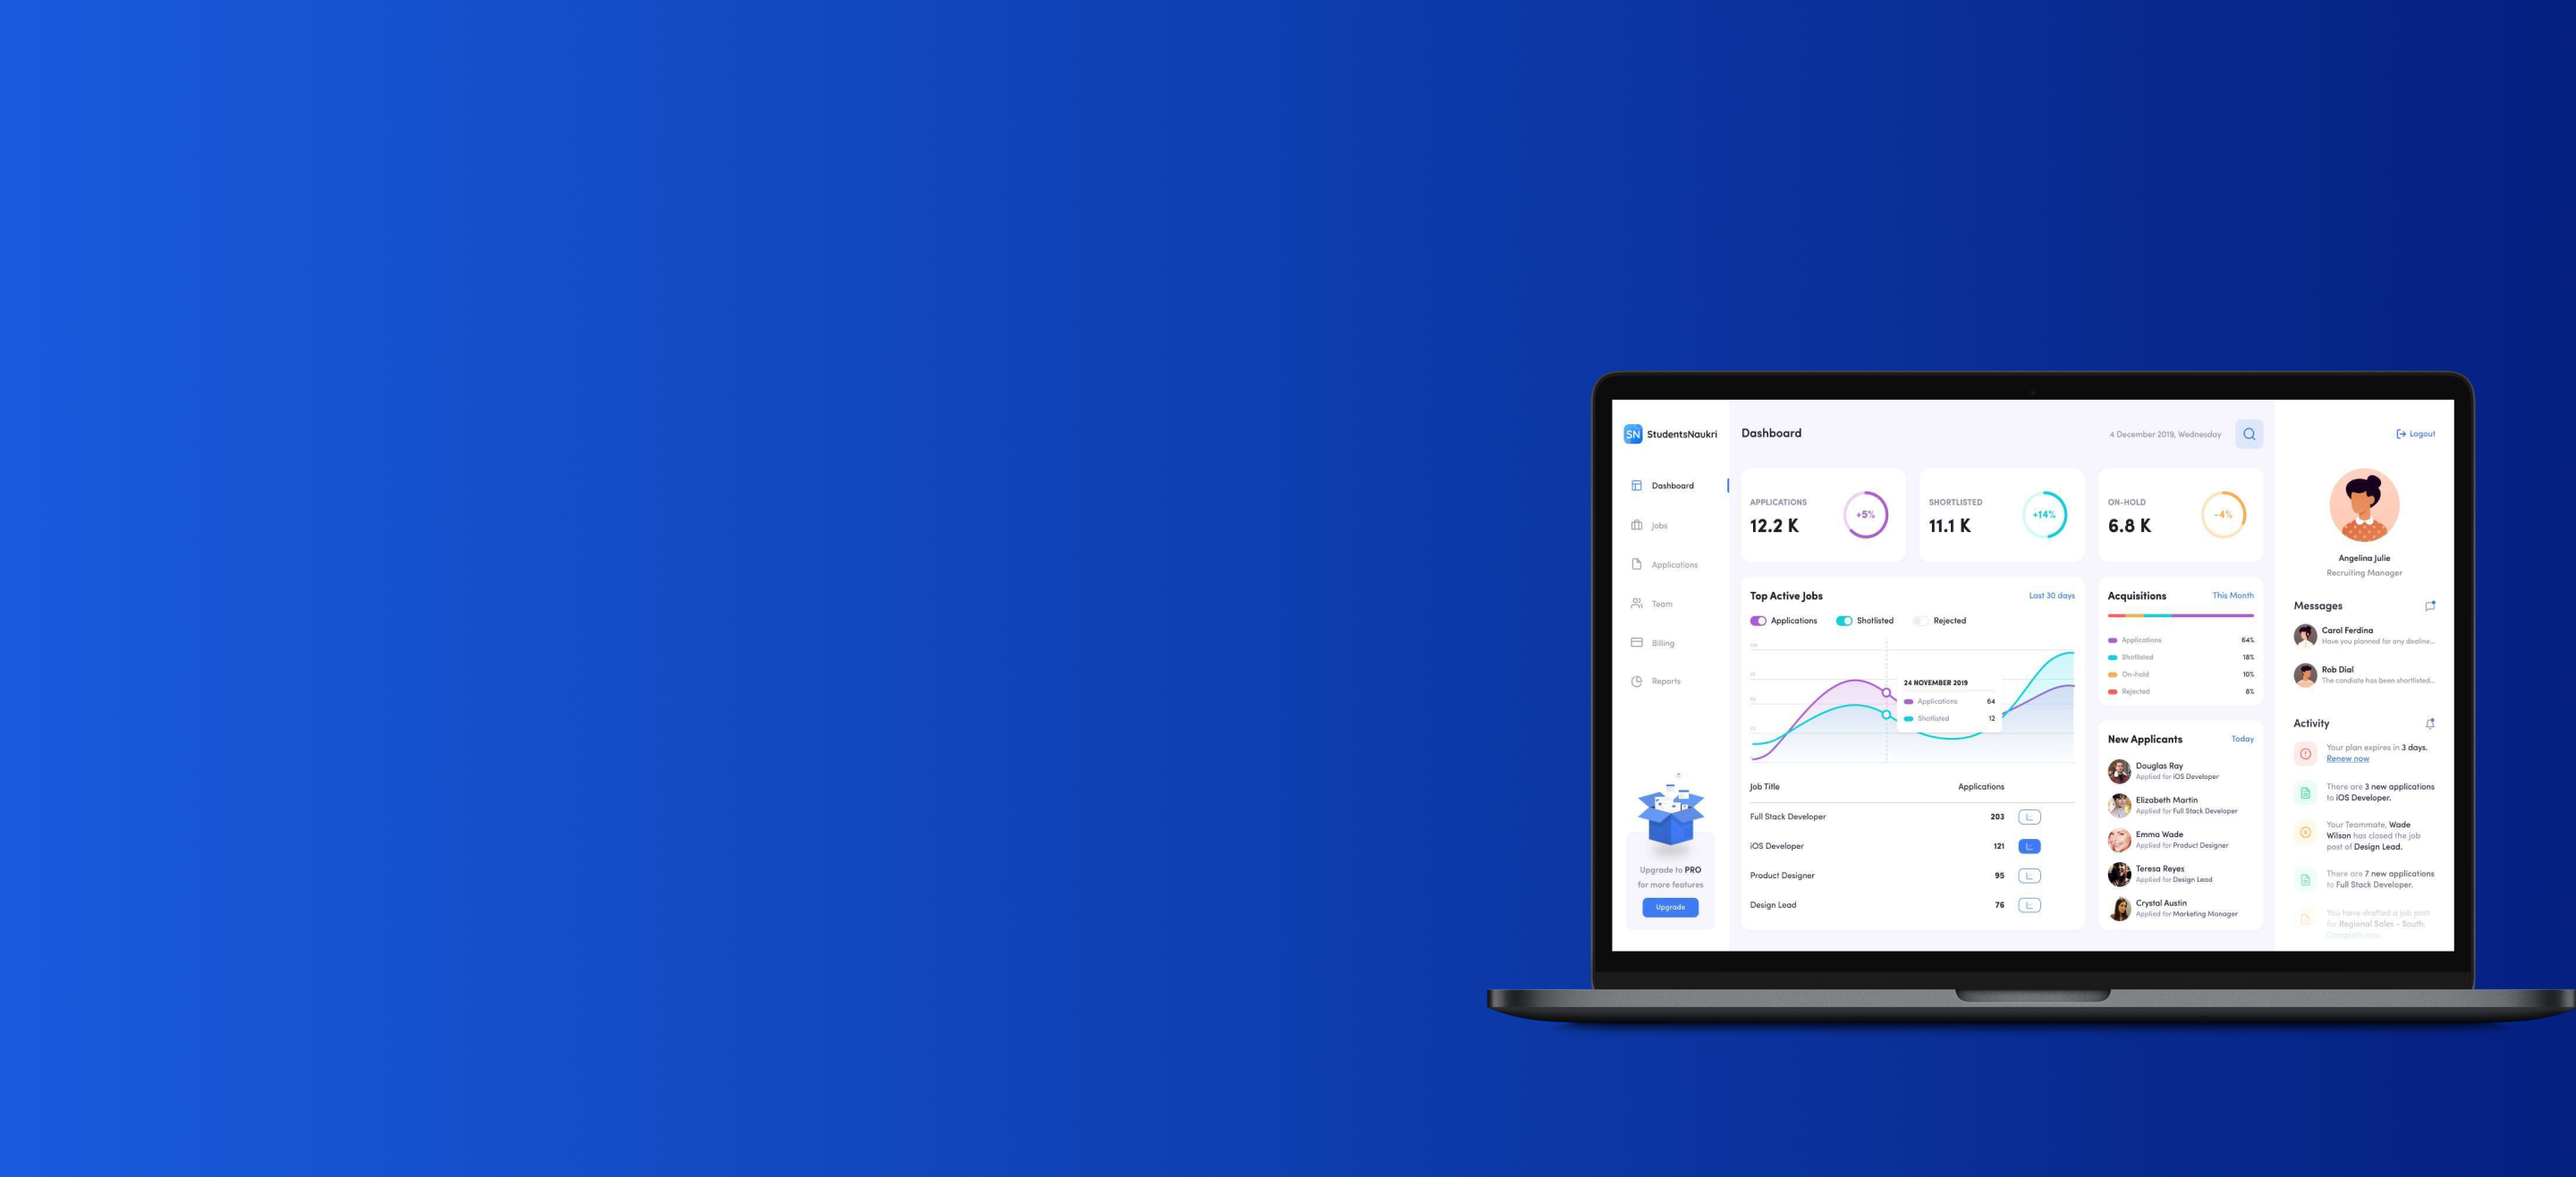 SN StudentsNaukri
Dashboard
Jobs
Applications
Team
Billing
Reports
Upgrade to PRO
for more features
Upgrade
Dashboard
4 December 2019, Wednesday
APPLICATIONS
12.2 K
+5%
SHORTLISTED
11.1 K
+14%
ON-HOLD
6.8 K
-4%
Top Active Jobs
Last 30 days
Applications
Shotlisted
Rejected
24 NOVEMBER 2019
Applications 64
Shotlisted 12
Job Title Applications
Full Stack Developer 203
iOS Developer 121
Product Designer 95
Design Lead 76
Acquisitions
This Month
Applications 64%
Shotlisted 18%
On-hold 10%
Rejected 8%
New Applicants
Today
Douglas Ray
Applied for iOS Developer
Elizabeth Martin
Applied for Full Stack Developer
Emma Wade
Applied for Product Designer
Teresa Reyes
Applied for Design Lead
Crystal Austin
Applied for Marketing Manager
Logout
Angelina Julie
Recruiting Manager
Messages
Carol Ferdina
Have you planned for any dealine...
Rob Dial
The candiate has been shortlisted...
Activity
Your plan expires in 3 days.
Renew now
There are 3 new applications
to iOS Developer.
Your Teammate, Wade
Wilson has closed the job
post of Design Lead.
There are 7 new applications
to Full Stack Developer.
You have drafted a job post
for Regional Sales - South.
Complete now